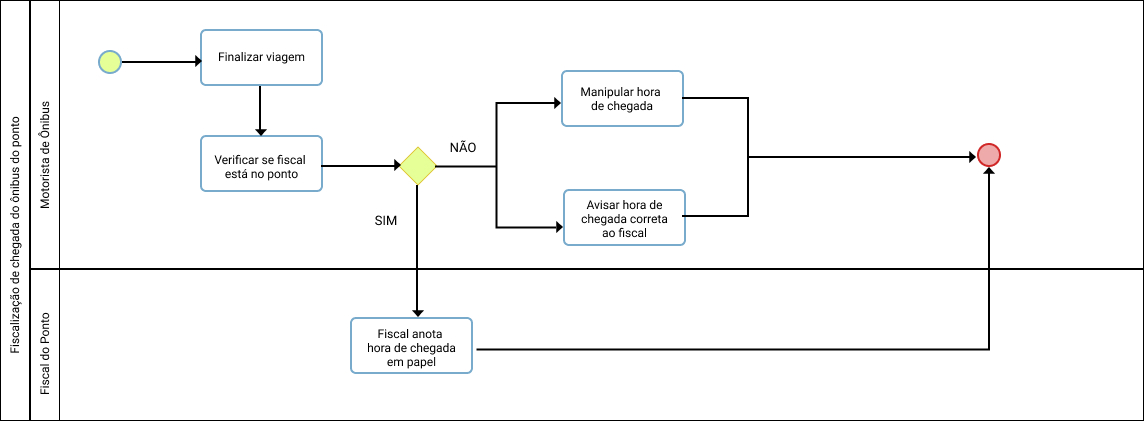 Fiscalização de chegada do ônibus do ponto
Motorista de Ônibus
Finalizar viagem
Verificar se fiscal
está no ponto
NÃO
SIM
Manipular hora
de chegada
Avisar hora de
chegada correta
ao fiscal
Fiscal do Ponto
Fiscal anota
hora de chegada
em papel